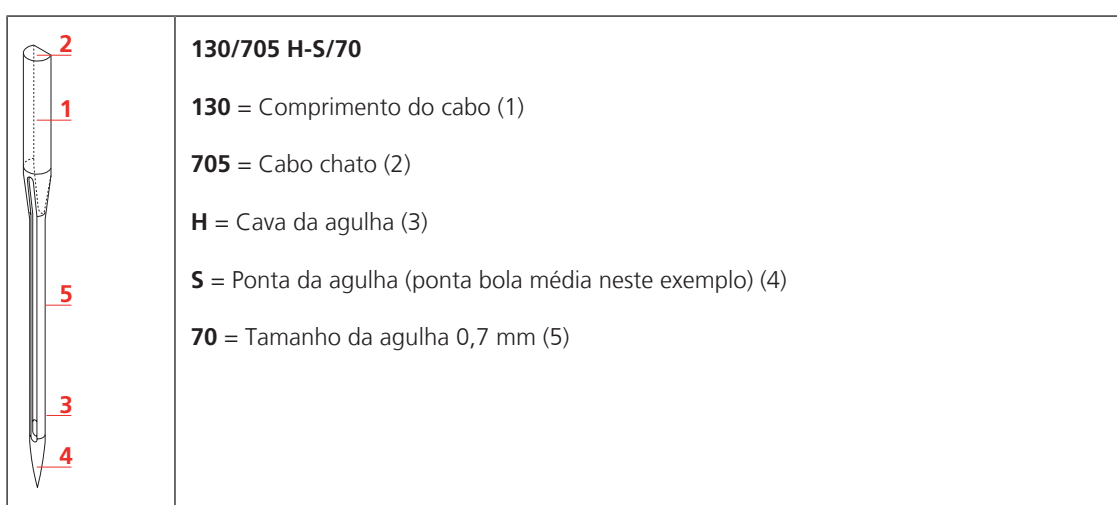 2
1
5
3
4
130/705 H-S/70
130 = Comprimento do cabo (1)
705 = Cabo chato (2)
H = Cava da agulha (3)
S = Ponta da agulha (ponta bola média neste exemplo) (4)
70 = Tamanho da agulha 0,7 mm (5)